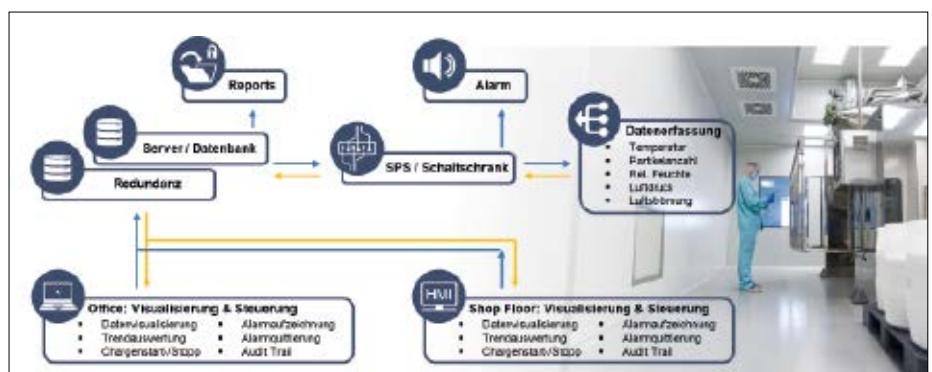 Reports
Alarm
Server / Datenbank
Redundanz
SPS / Schaltschrank
Datenerfassung
• Temperatur
• Partikelanzahl
• Rel. Feuchte
• Luftdruck
• Luftströmung
Office: Visualisierung & Steuerung
• Datenvisualisierung
• Trendauswertung
• Chargenstart/Stopp
• Alarmaufzeichnung
• Alarmquittierung
• Audit Trail
HMI
Shop Floor: Visualisierung & Steuerung
• Datenvisualisierung
• Trendauswertung
• Chargenstart/Stopp
• Alarmaufzeichnung
• Alarmquittierung
• Audit Trail